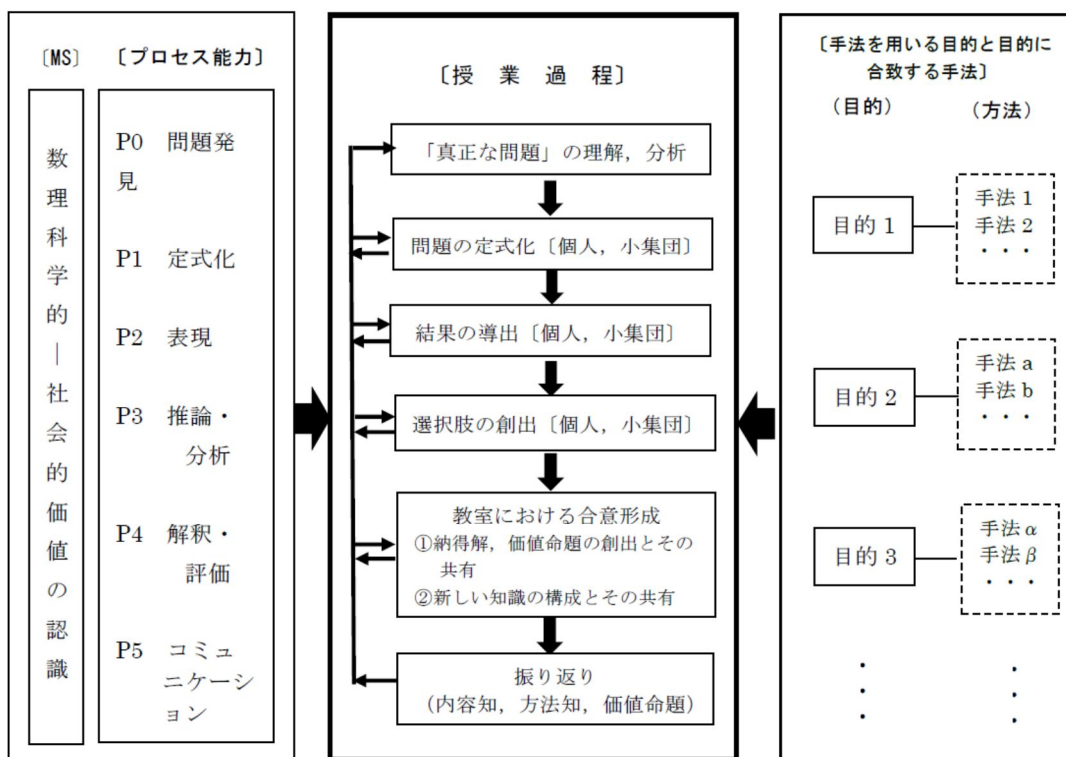 〔MS〕
〔プロセス能力〕
数理科学的―社会的価値の認識
P0 問題発
見
P1 定式化
P2 表現
P3 推論・
分析
P4 解釈・
評価
P5 コミュ
ニケーシ
ョン
〔授 業 過 程〕
「真正な問題」の理解，分析
問題の定式化〔個人，小集団〕
結果の導出〔個人，小集団〕
選択肢の創出〔個人，小集団〕
教室における合意形成
①納得解，価値命題の創出とその
共有
②新しい知識の構成とその共有
振り返り
（内容知，方法知，価値命題）
〔手法を用いる目的と目的に
合致する手法〕
（目的）
（方法）
目的 1
手法 1
手法 2
・・・
目的 2
手法 a
手法 b
・・・
目的 3
手法 α
手法 β
・・・